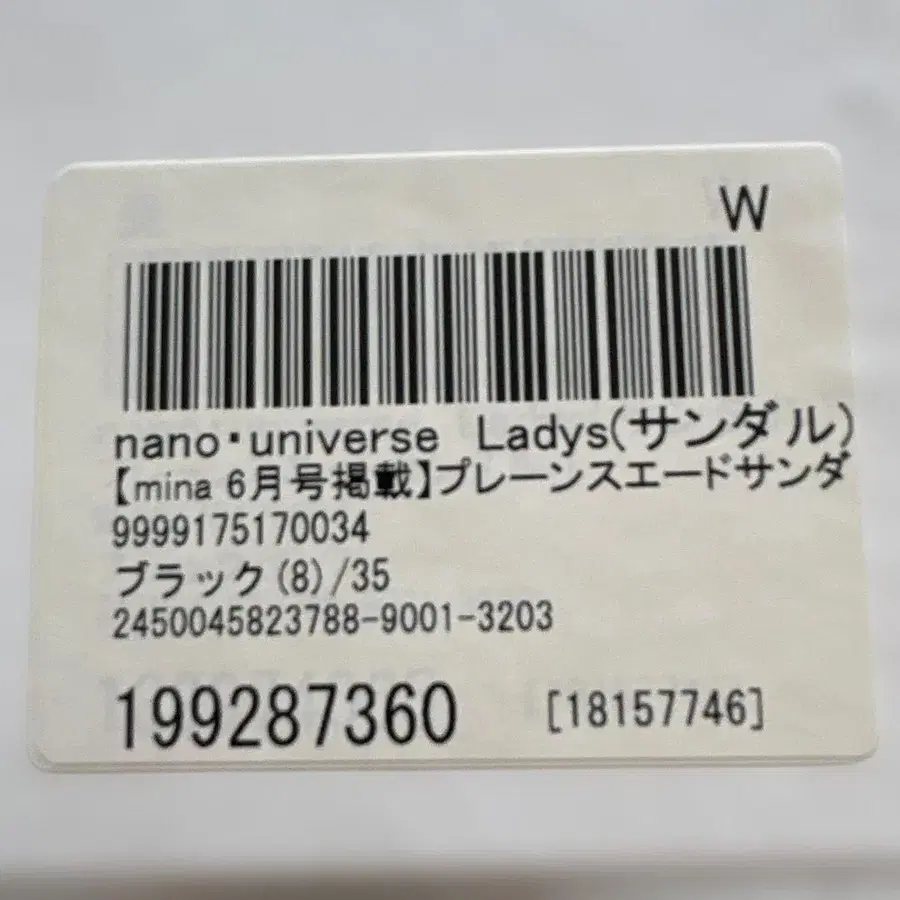 W
nano・universe Ladys(サンダル)
【mina 6月号掲載】プレーンスエードサンダ
9999175170034
ブラック(8)/35
2450045823788-9001-3203
199287360 [18157746]